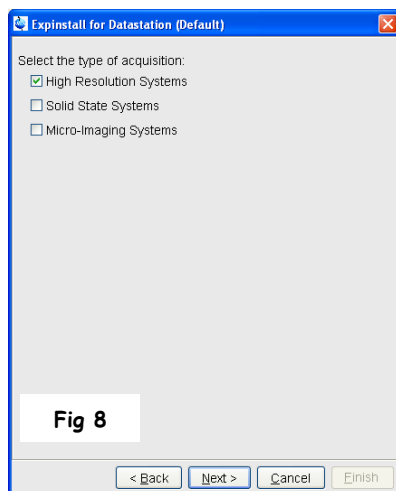 Expinstall for Datastation (Default)
Select the type of acquisition:
High Resolution Systems
Solid State Systems
Micro-Imaging Systems
Fig 8
< Back Next > Cancel Finish